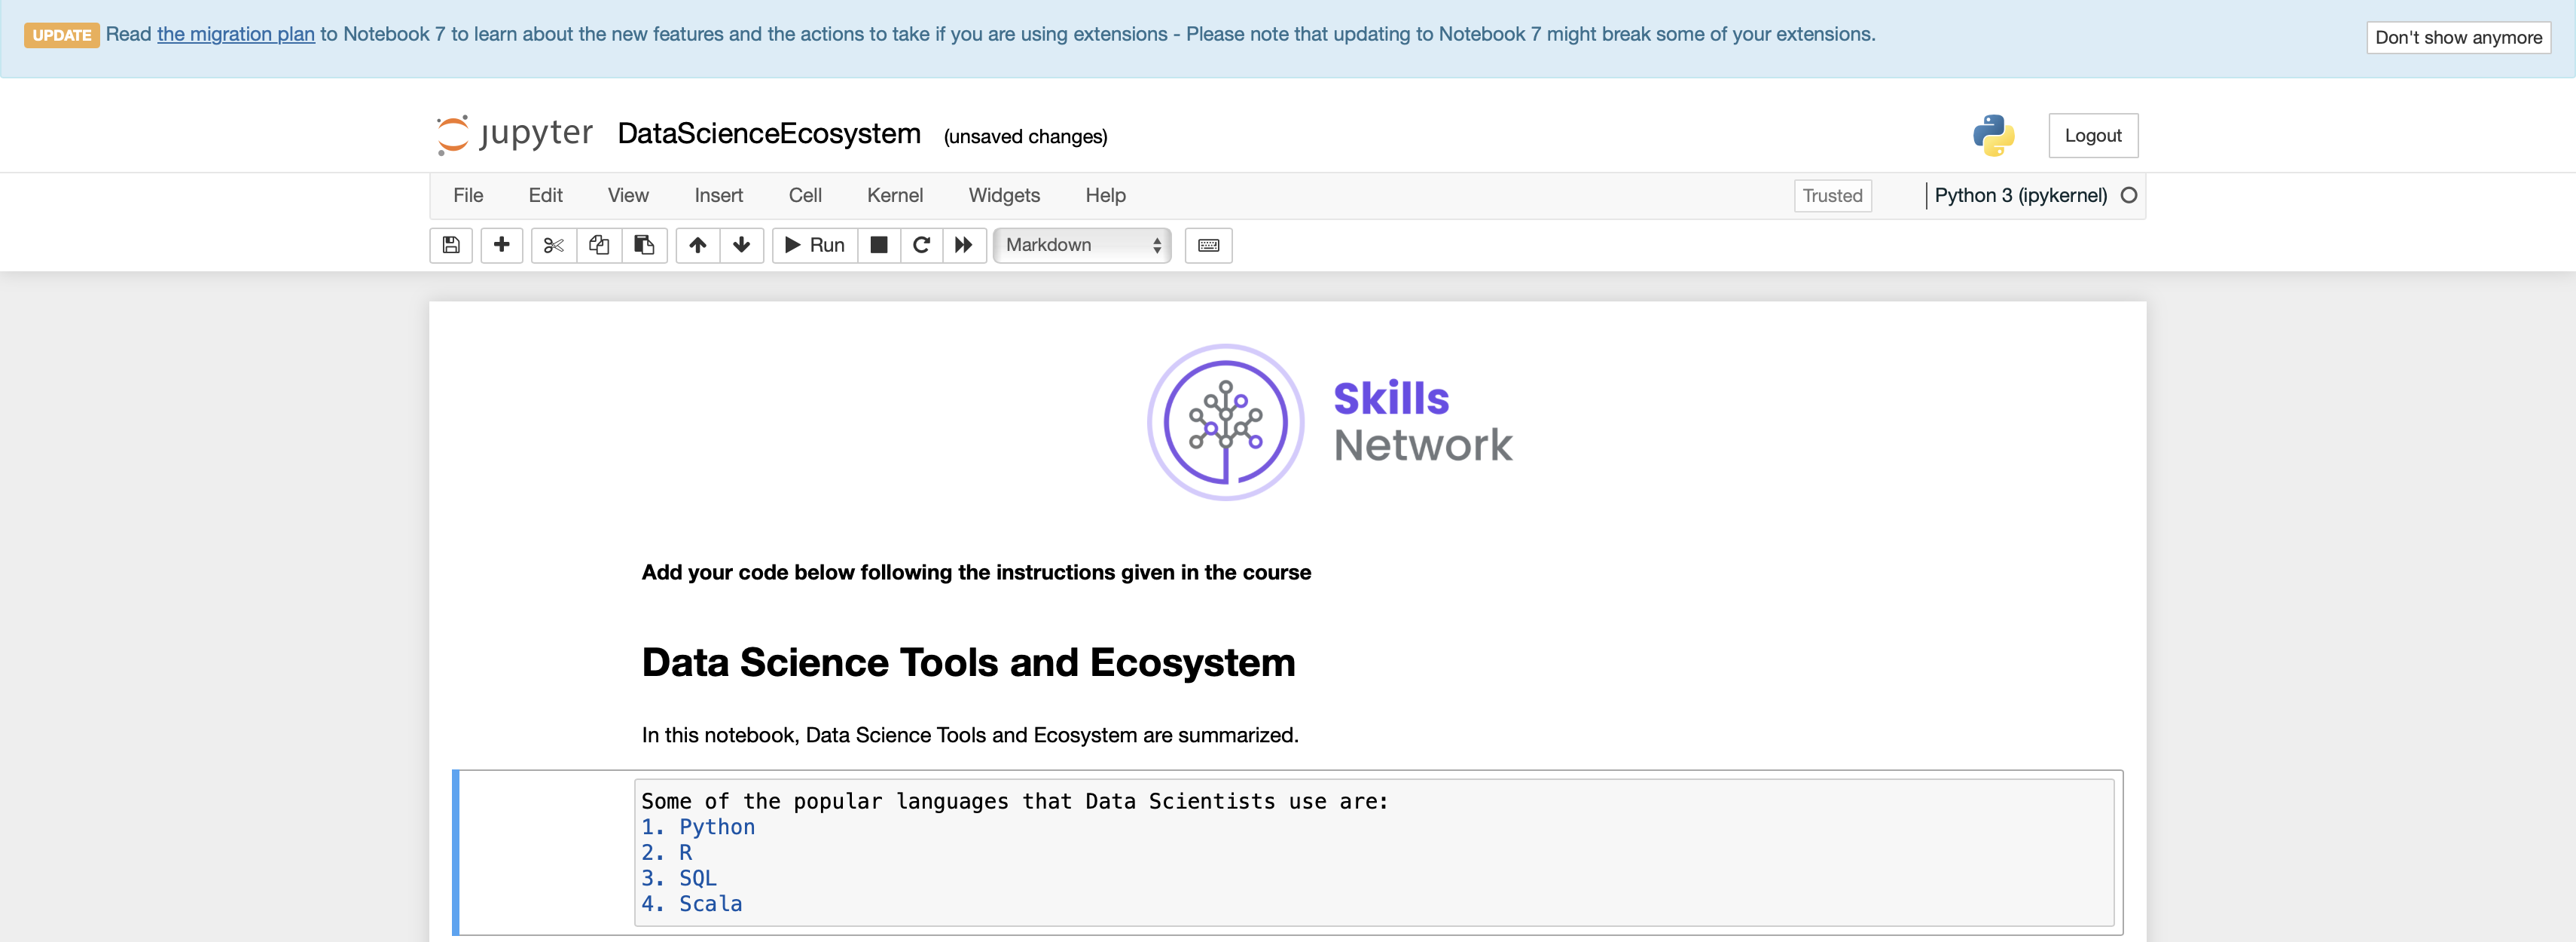 UPDATE Read the migration plan to Notebook 7 to learn about the new features and the actions to take if you are using extensions - Please note that updating to Notebook 7 might break some of your extensions.
Don't show anymore
jupyter DataScienceEcosystem (unsaved changes)
Logout
File Edit View Insert Cell Kernel Widgets Help
Trusted
Python 3 (ipykernel)
Run
Markdown
Skills
Network
Add your code below following the instructions given in the course
Data Science Tools and Ecosystem
In this notebook, Data Science Tools and Ecosystem are summarized.
Some of the popular languages that Data Scientists use are:
1. Python
2. R
3. SQL
4. Scala